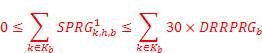 0 ≤ ∑_{k∈K_b} SPRG^1_{k,h,b} ≤ ∑_{k∈K_b} 30 × DRRPRG_b